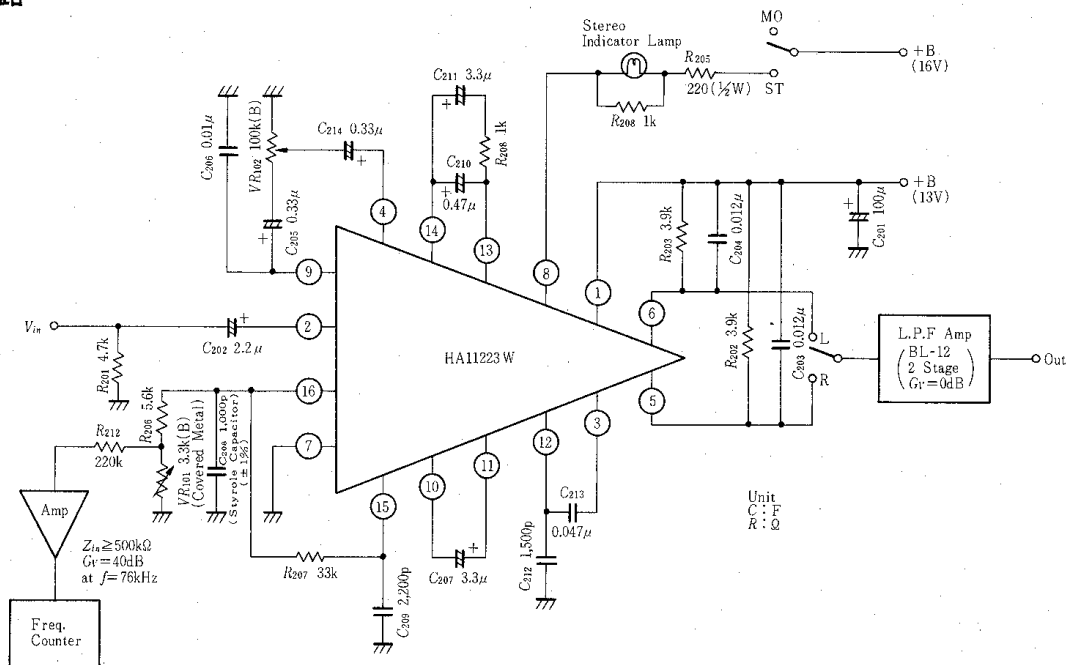 路
MO
ST
+B
(16V)
Stereo
Indicator Lamp
R205
220 (½W)
R208 1k
C211 3.3μ
R208 1k
C210
0.47μ
C214 0.33μ
C206 0.01μ
VR102 100k(B)
C205 0.33μ
+B
(13V)
C201 100μ
R203 3.9k
C204 0.012μ
R202 3.9k
C203 0.012μ
4
14
13
8
1
9
2
16
7
15
10
11
12
3
5
6
HA11223W
Vin
R201 4.7k
C202 2.2μ
L
R
L.P.F Amp
BL-12
2 Stage
Gv=0dB
Out
R206 5.6k
R212
220k
VR101 3.3k(B)
(Covered Metal)
C208 1,000p
(Styrole Capacitor)
(±1%)
Amp
Zin≧500kΩ
Gv=40dB
at f=76kHz
Freq.
Counter
R207 33k
C209 2,200p
C207 3.3μ
C213
0.047μ
C212 1,500p
Unit
C : F
R : Ω